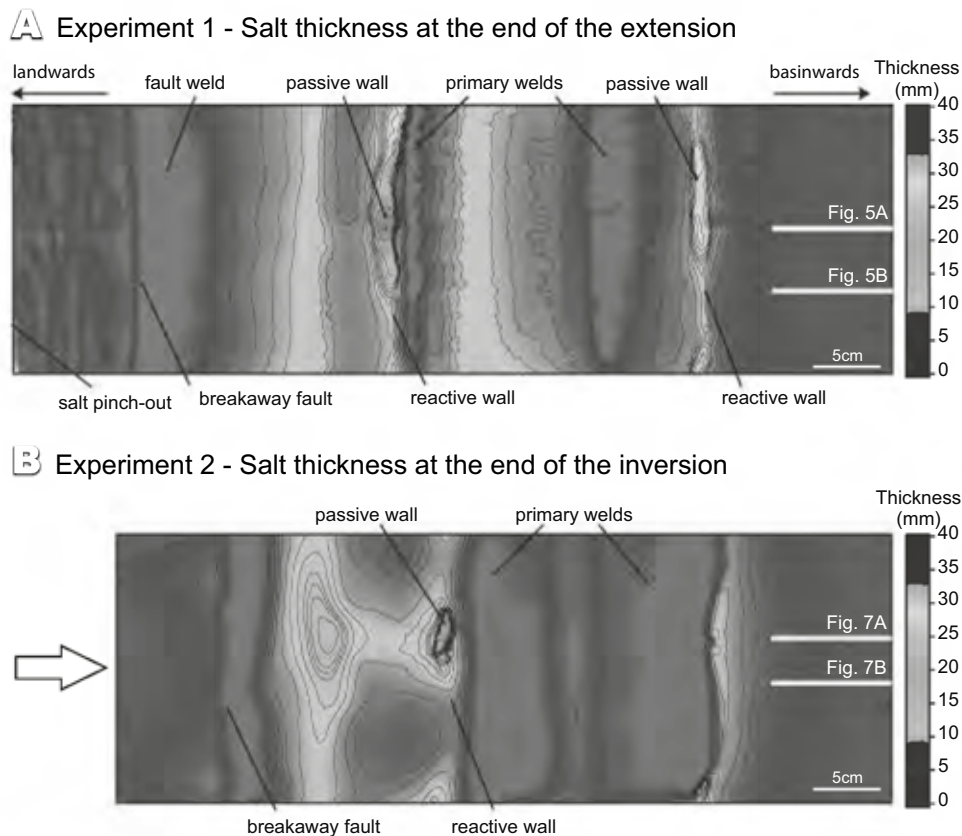 A Experiment 1 - Salt thickness at the end of the extension
landwards
fault weld
passive wall
primary welds
passive wall
basinwards
Thickness
(mm)
40
35
30
25
20
15
10
5
0
Fig. 5A
Fig. 5B
5cm
salt pinch-out
breakaway fault
reactive wall
reactive wall
B Experiment 2 - Salt thickness at the end of the inversion
passive wall
primary welds
Thickness
(mm)
40
35
30
25
20
15
10
5
0
Fig. 7A
Fig. 7B
5cm
breakaway fault
reactive wall